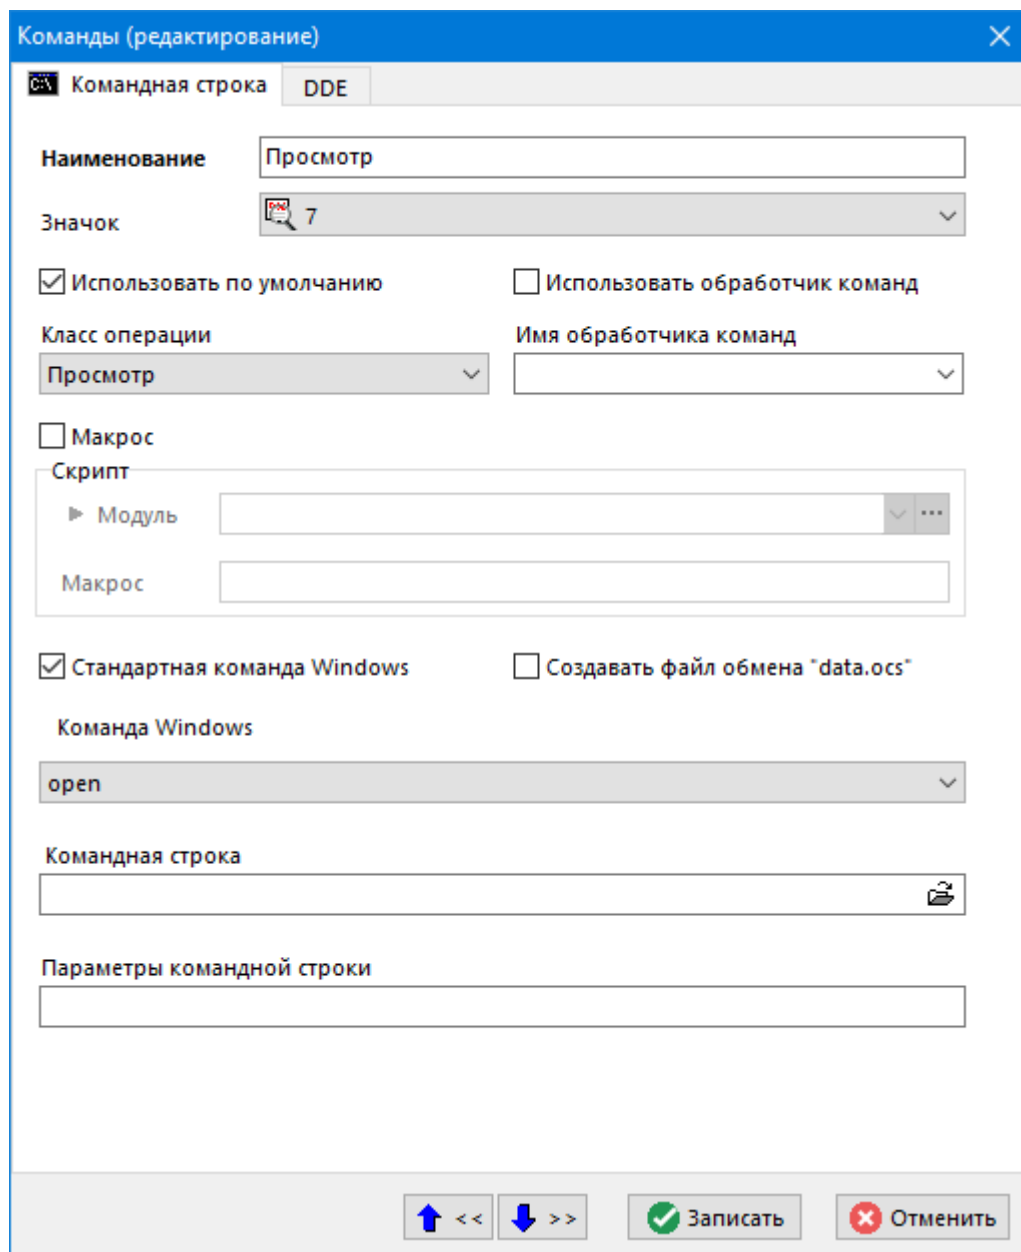 Команды (редактирование)
C:\ Командная строка DDE
Наименование Просмотр
Значок 7
Использовать по умолчанию Использовать обработчик команд
Класс операции Имя обработчика команд
Просмотр
Макрос
Скрипт
Модуль ...
Макрос
Стандартная команда Windows Создавать файл обмена "data.ocs"
Команда Windows
open
Командная строка
Параметры командной строки
<< >> Записать Отменить